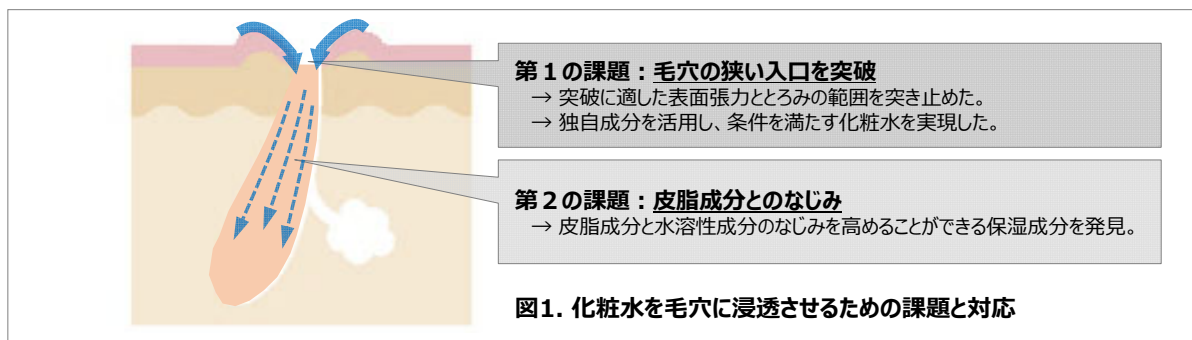 第１の課題：毛穴の狭い入口を突破
→ 突破に適した表面張力ととろみの範囲を突き止めた。
→ 独自成分を活用し、条件を満たす化粧水を実現した。
第２の課題：皮脂成分とのなじみ
→ 皮脂成分と水溶性成分のなじみを高めることができる保湿成分を発見。
図1. 化粧水を毛穴に浸透させるための課題と対応